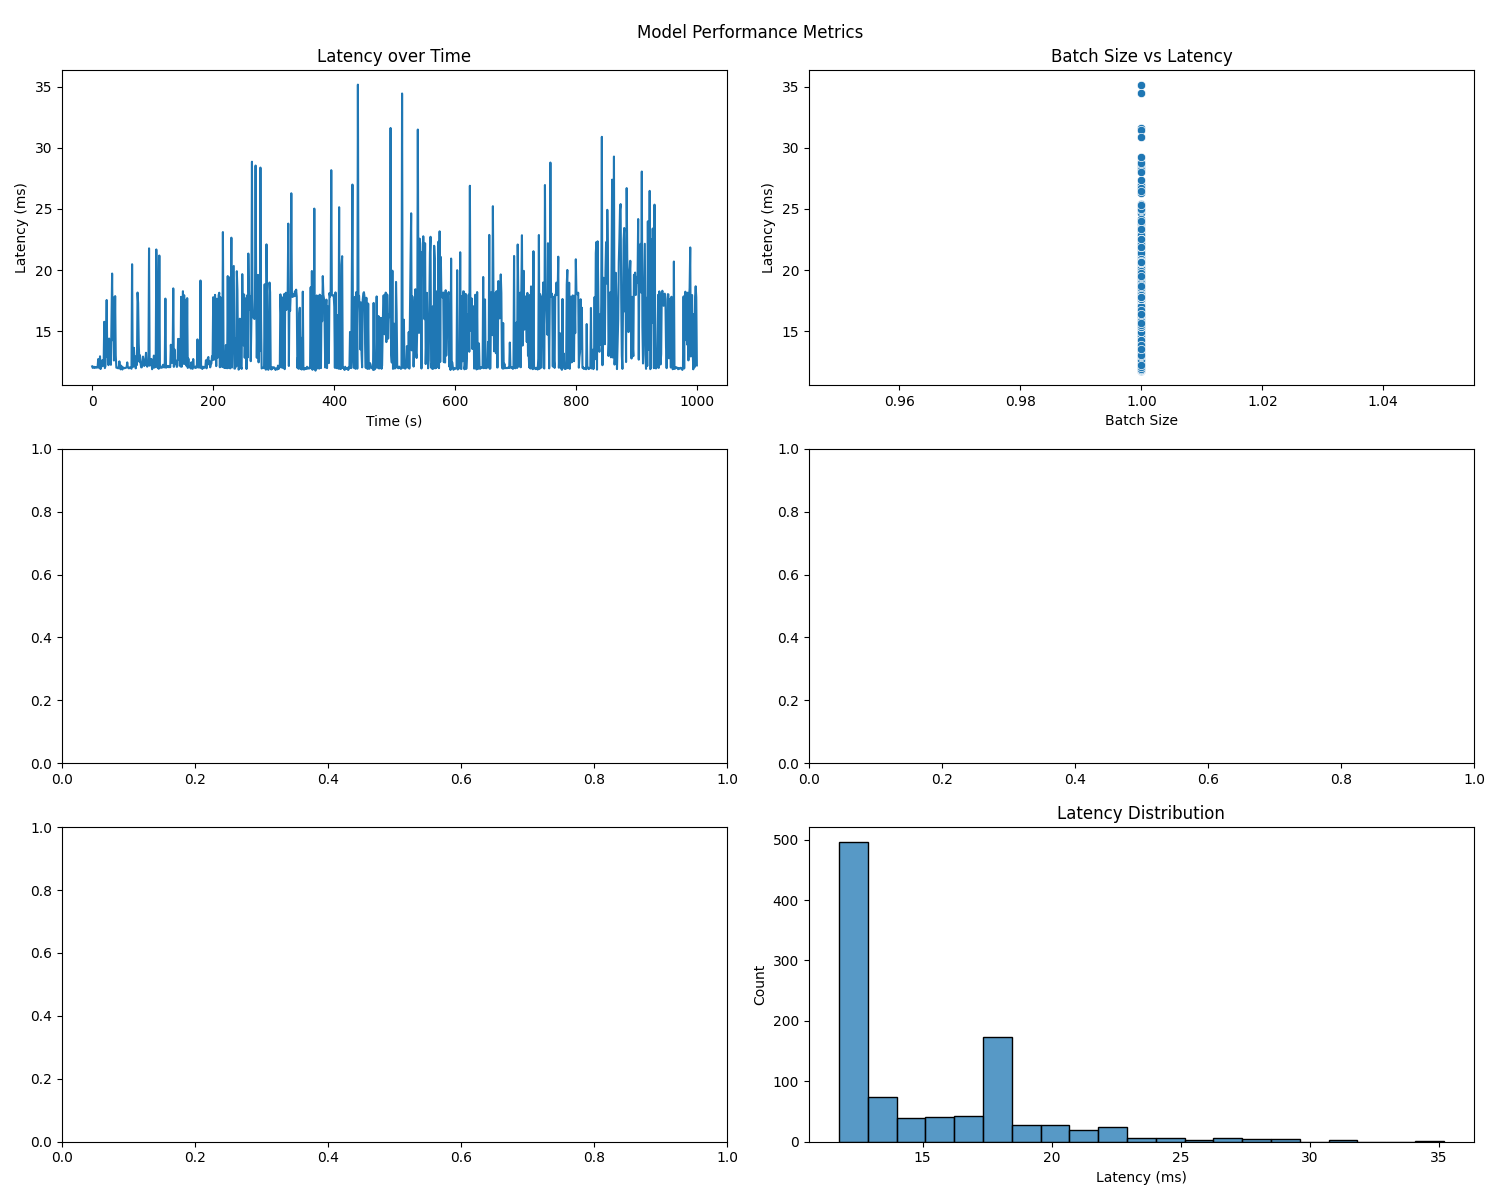 Model Performance Metrics
Latency over Time
Batch Size vs Latency
35
30
25
20
15
Latency (ms)
0 200 400 600 800 1000
Time (s)
35
30
25
20
15
Latency (ms)
0.96 0.98 1.00 1.02 1.04
Batch Size
1.0
0.8
0.6
0.4
0.2
0.0
0.0 0.2 0.4 0.6 0.8 1.0
1.0
0.8
0.6
0.4
0.2
0.0
0.0 0.2 0.4 0.6 0.8 1.0
1.0
0.8
0.6
0.4
0.2
0.0
0.0 0.2 0.4 0.6 0.8 1.0
Latency Distribution
500
400
300
200
100
0
Count
15 20 25 30 35
Latency (ms)